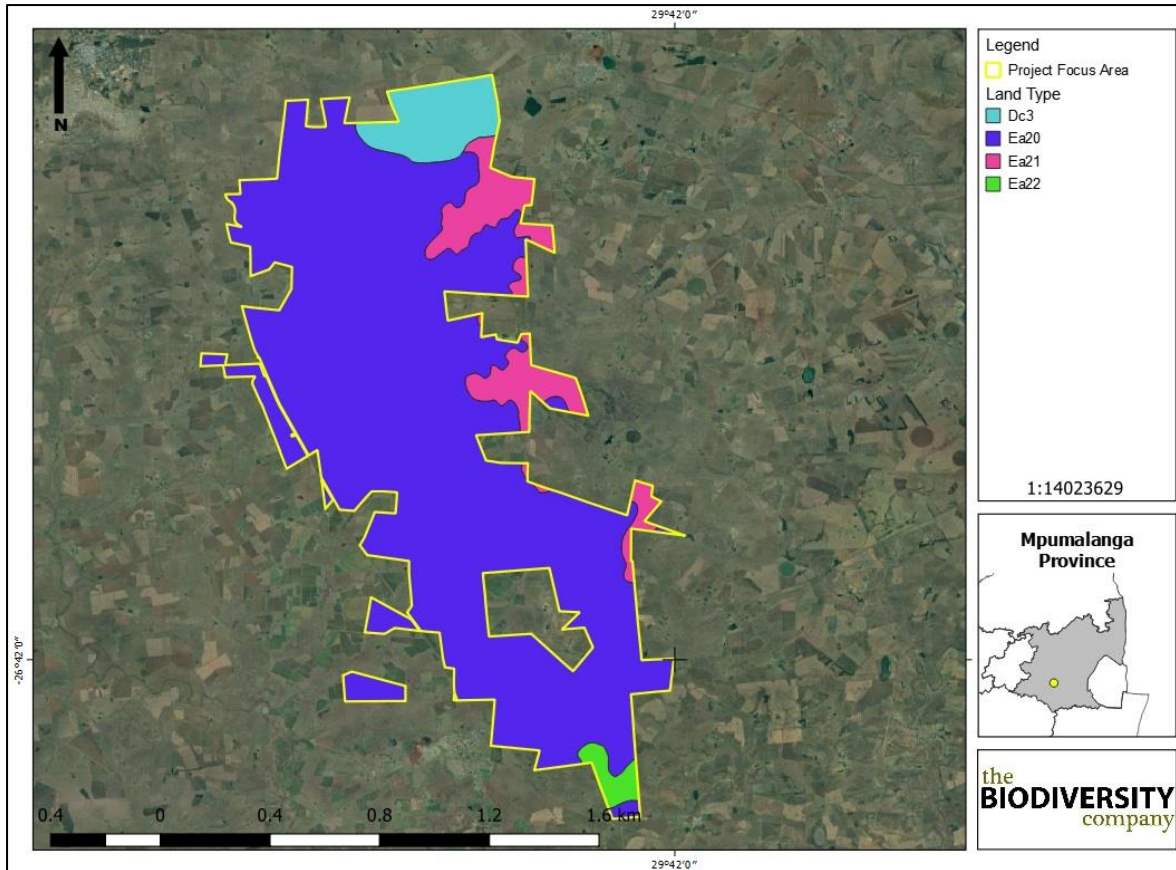 29°42'0"
N
-26°42'0"
0.4 0 0.4 0.8 1.2 1.6 km
29°42'0"
Legend
Project Focus Area
Land Type
Dc3
Ea20
Ea21
Ea22
1:14023629
Mpumalanga
Province
the
BIODIVERSITY
company